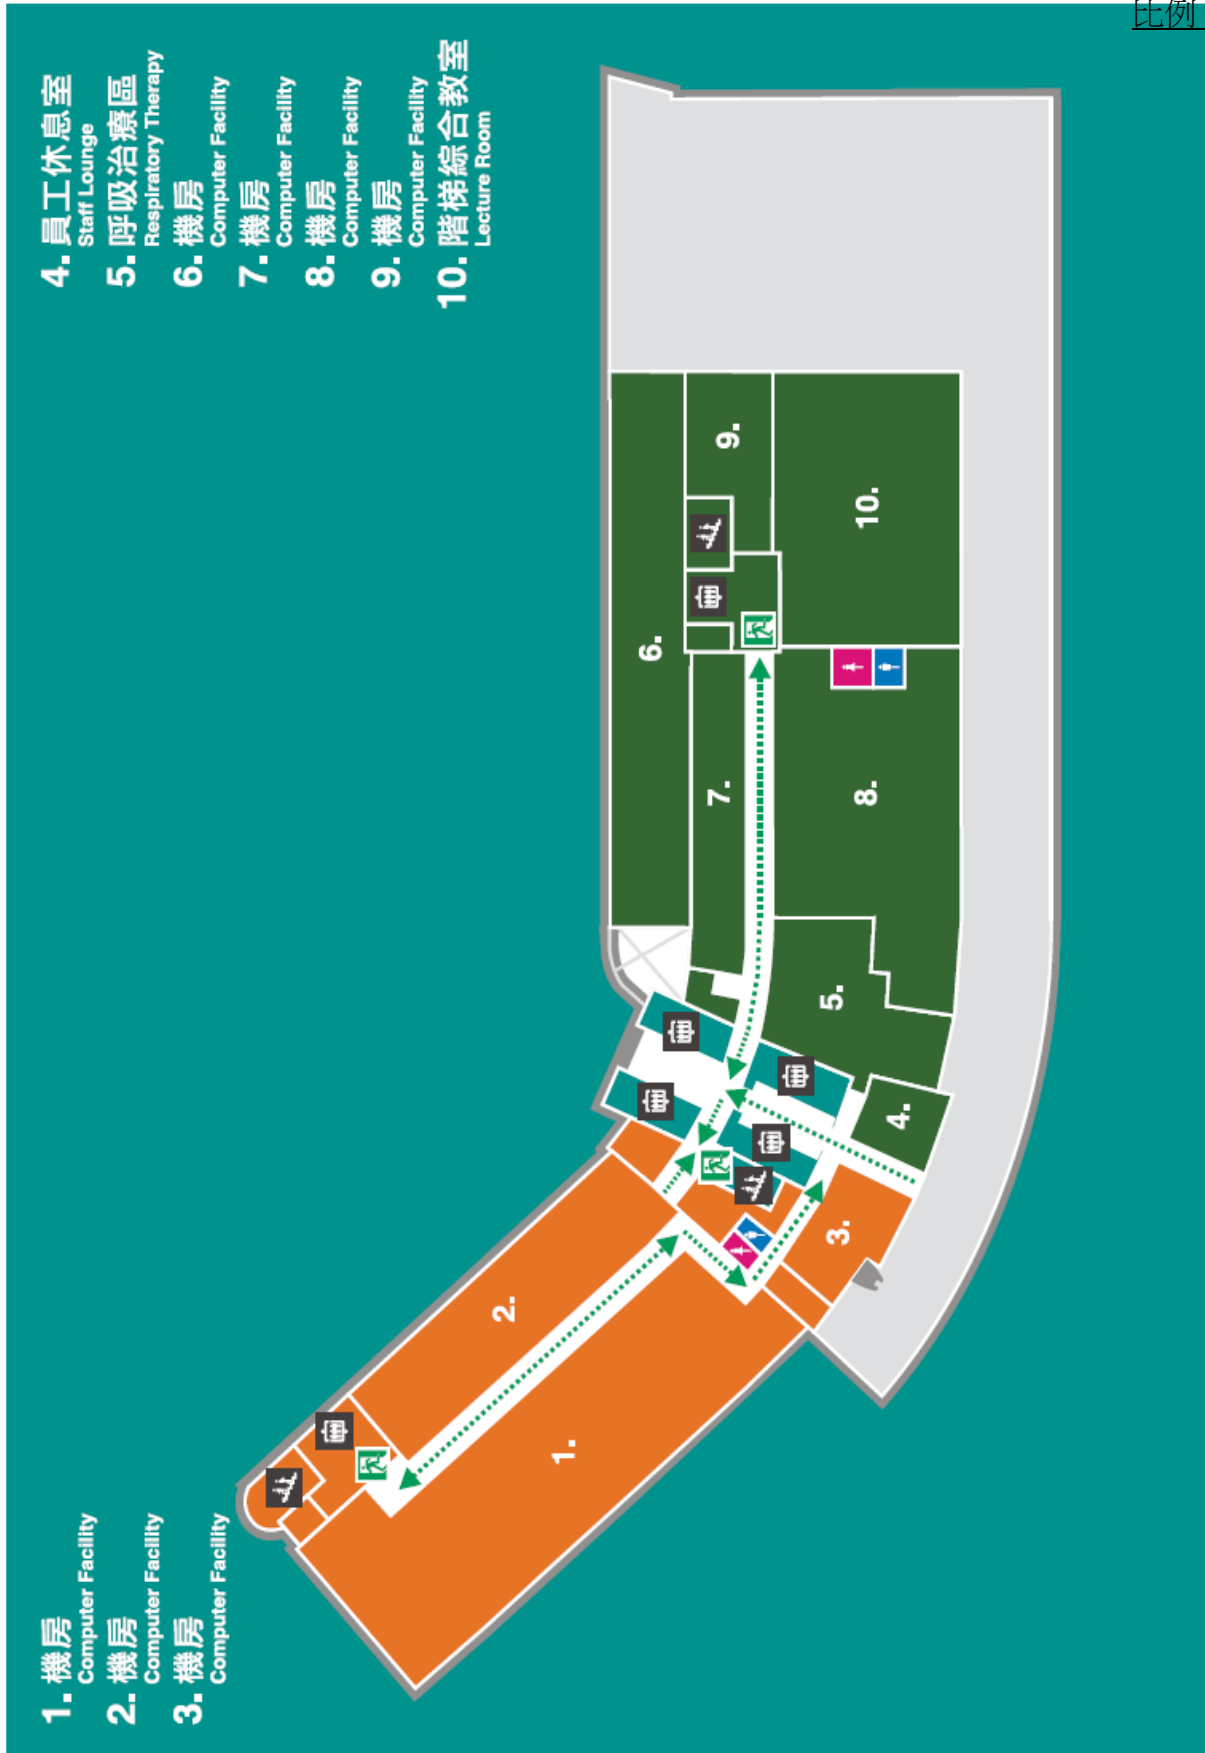 比例
1. 機房
Computer Facility
2. 機房
Computer Facility
3. 機房
Computer Facility
4. 員工休息室
Staff Lounge
5. 呼吸治療區
Respiratory Therapy
6. 機房
Computer Facility
7. 機房
Computer Facility
8. 機房
Computer Facility
9. 機房
Computer Facility
10. 階梯綜合教室
Lecture Room
1.
2.
3.
4.
5.
6.
7.
8.
9.
10.